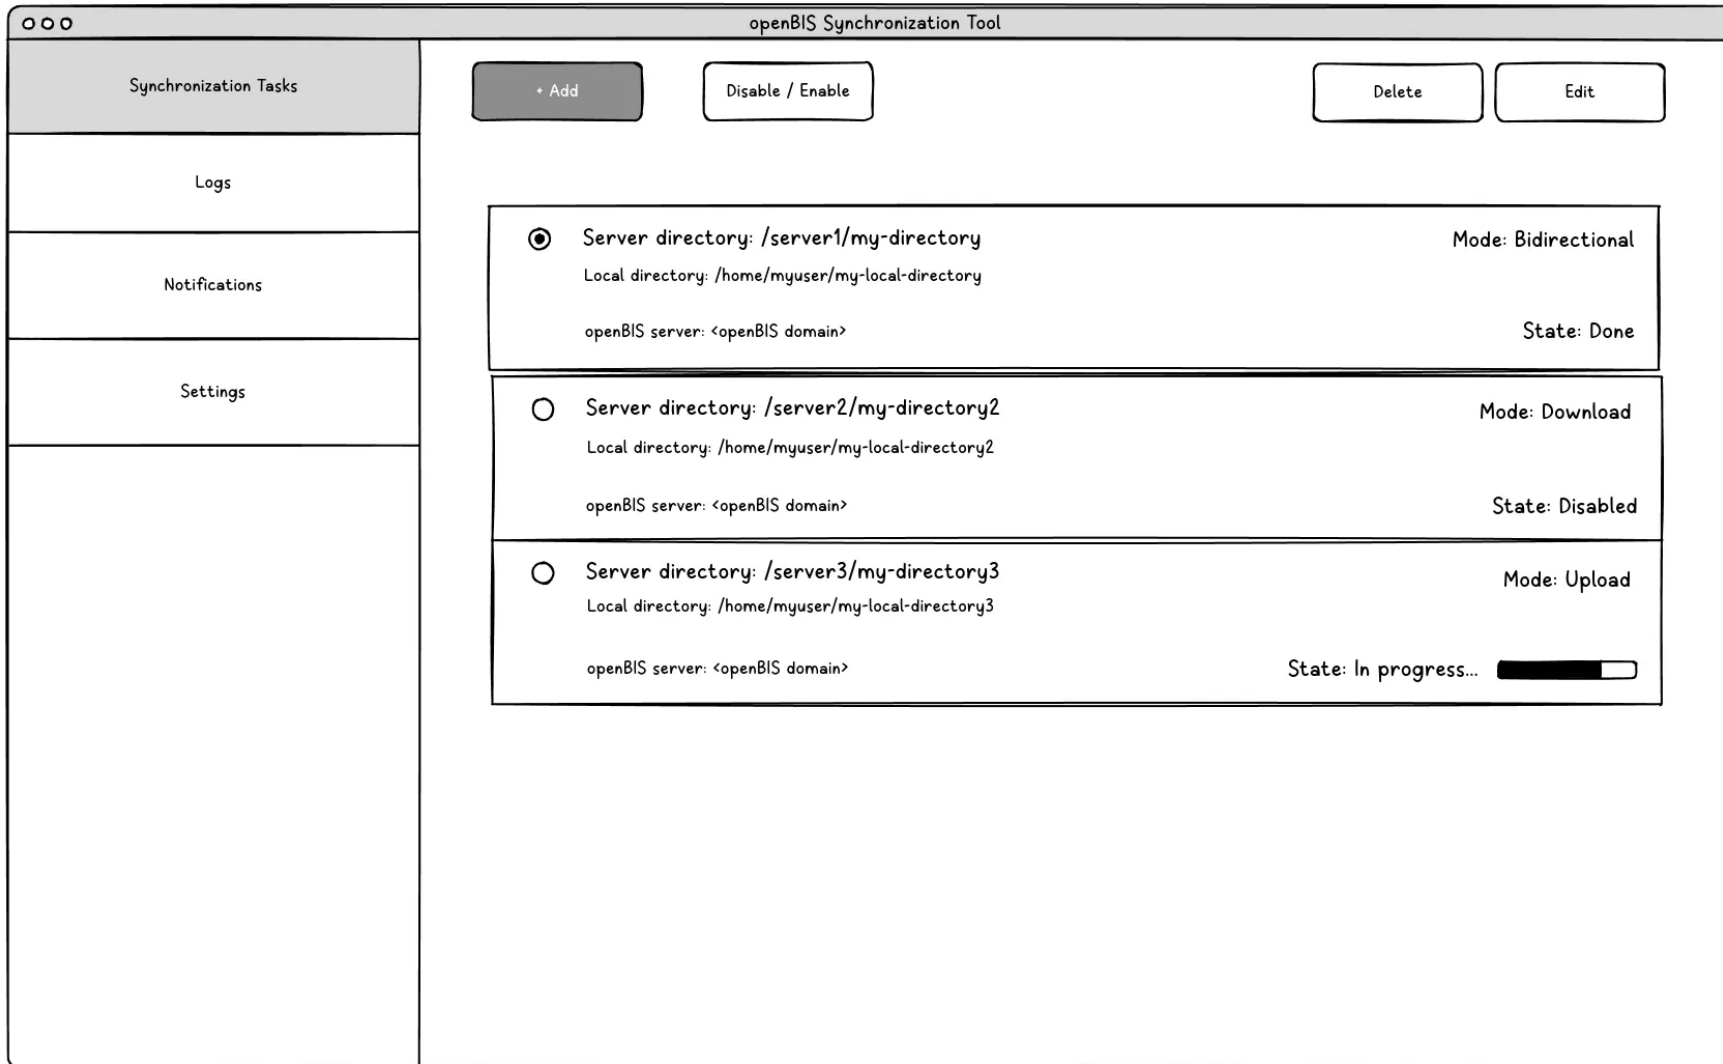 openBIS Synchronization Tool
Synchronization Tasks
Logs
Notifications
Settings
+ Add
Disable / Enable
Delete
Edit
Server directory: /server1/my-directory
Mode: Bidirectional
Local directory: /home/myuser/my-local-directory
openBIS server: <openBIS domain>
State: Done
Server directory: /server2/my-directory2
Mode: Download
Local directory: /home/myuser/my-local-directory2
openBIS server: <openBIS domain>
State: Disabled
Server directory: /server3/my-directory3
Mode: Upload
Local directory: /home/myuser/my-local-directory3
openBIS server: <openBIS domain>
State: In progress...